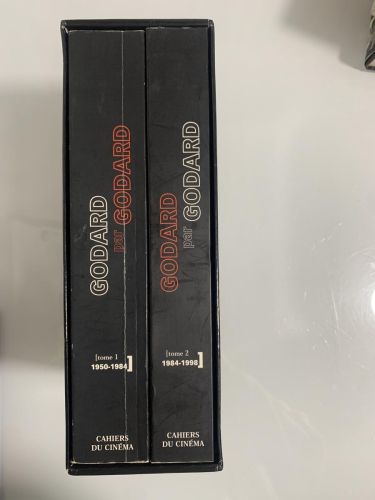 GODARD
par GODARD
[tome 1
1950-1984]
CAHIERS
DU CINÉMA
GODARD
par GODARD
[tome 2
1984-1998]
CAHIERS
DU CINÉMA